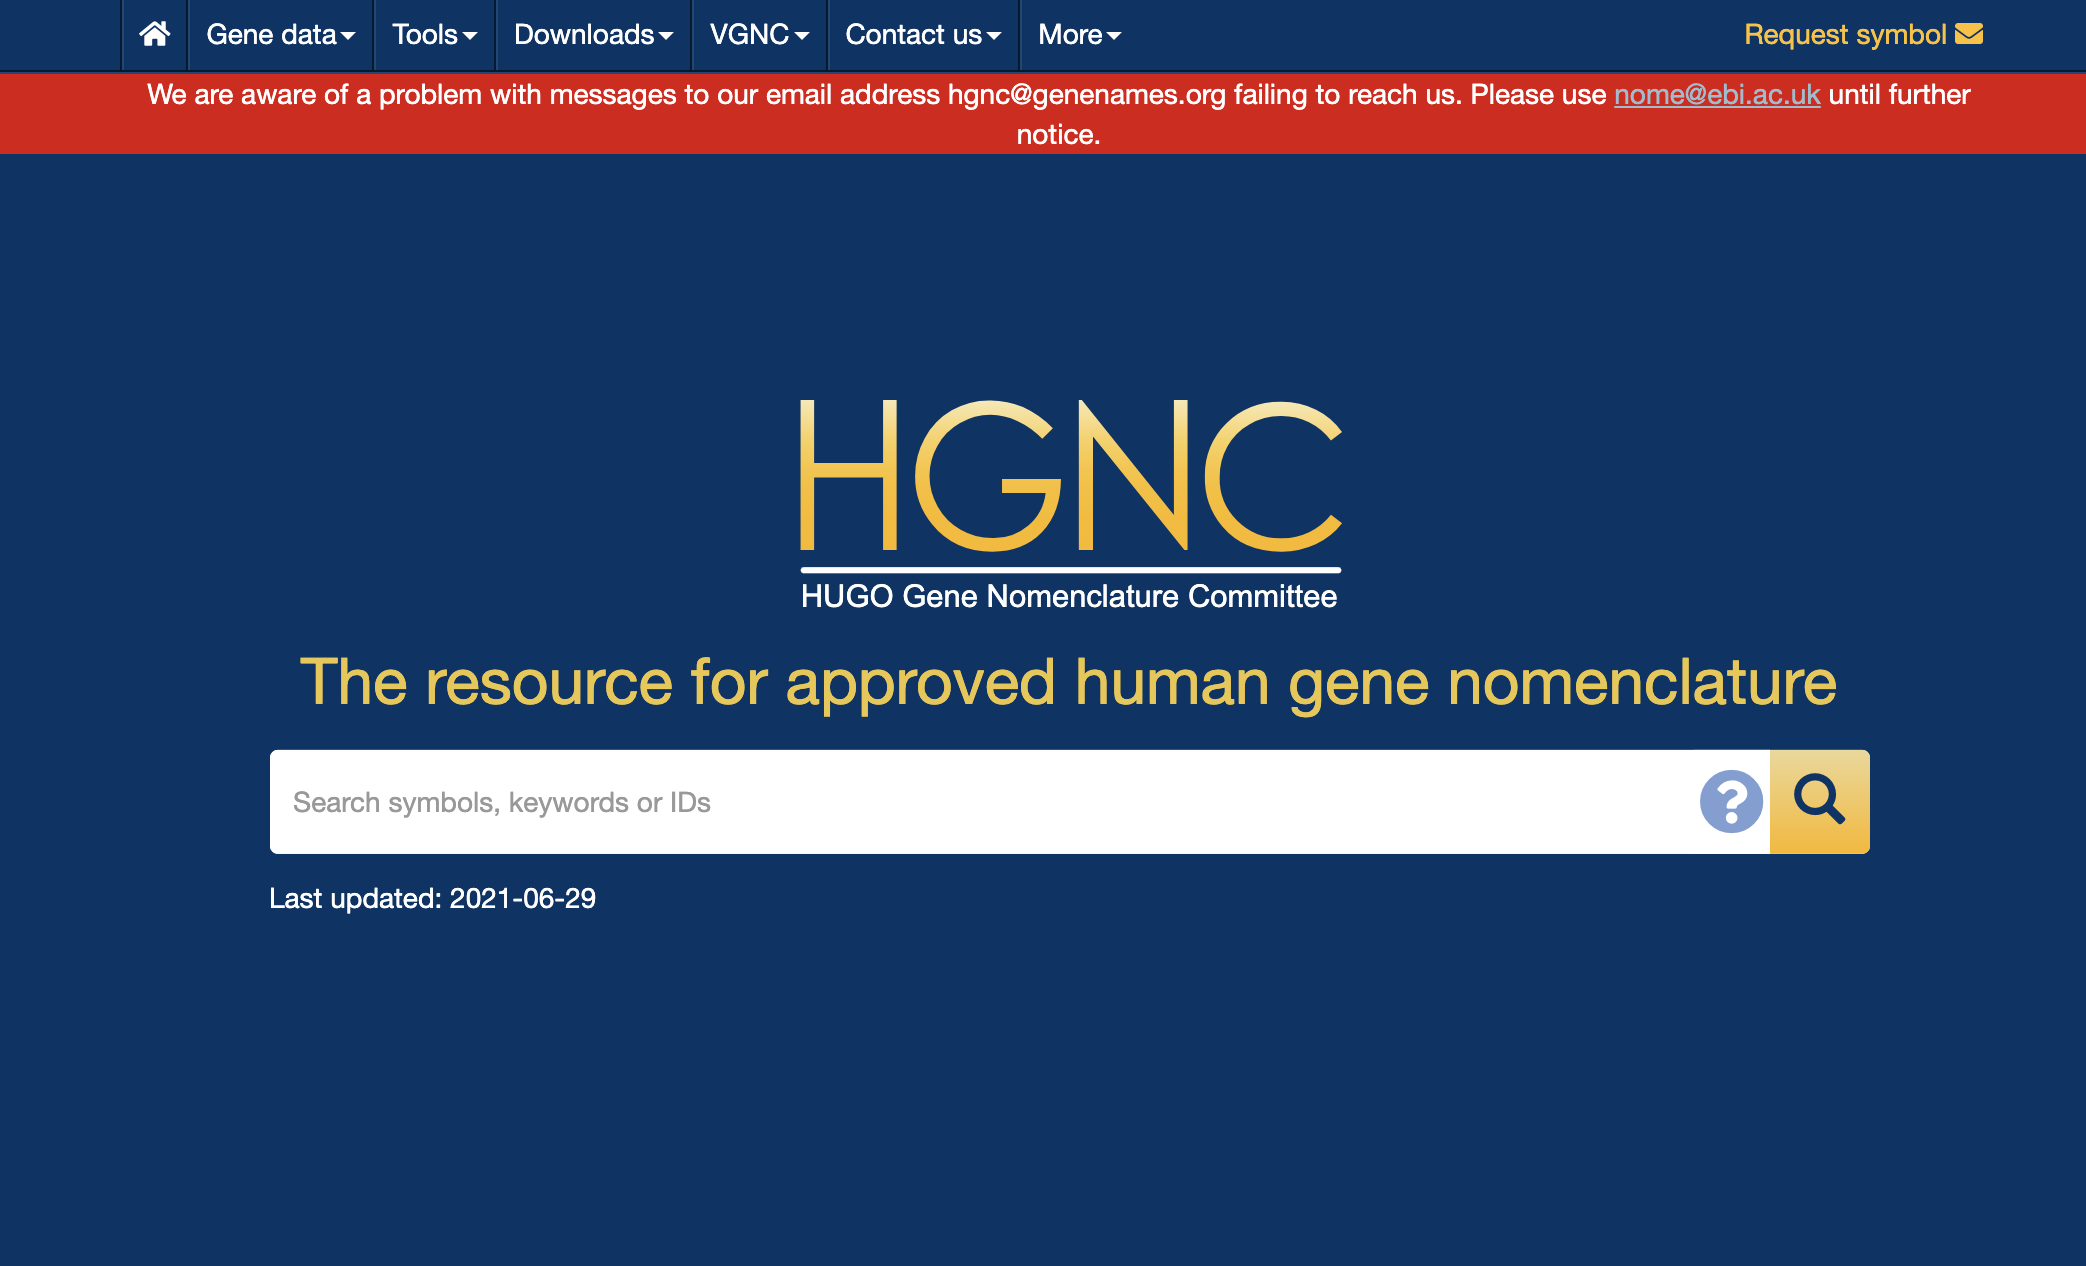 Gene data
Tools
Downloads
VGNC
Contact us
More
Request symbol
We are aware of a problem with messages to our email address hgnc@genenames.org failing to reach us. Please use nome@ebi.ac.uk until further
notice.
HGNC
HUGO Gene Nomenclature Committee
The resource for approved human gene nomenclature
Search symbols, keywords or IDs
?
Last updated: 2021-06-29